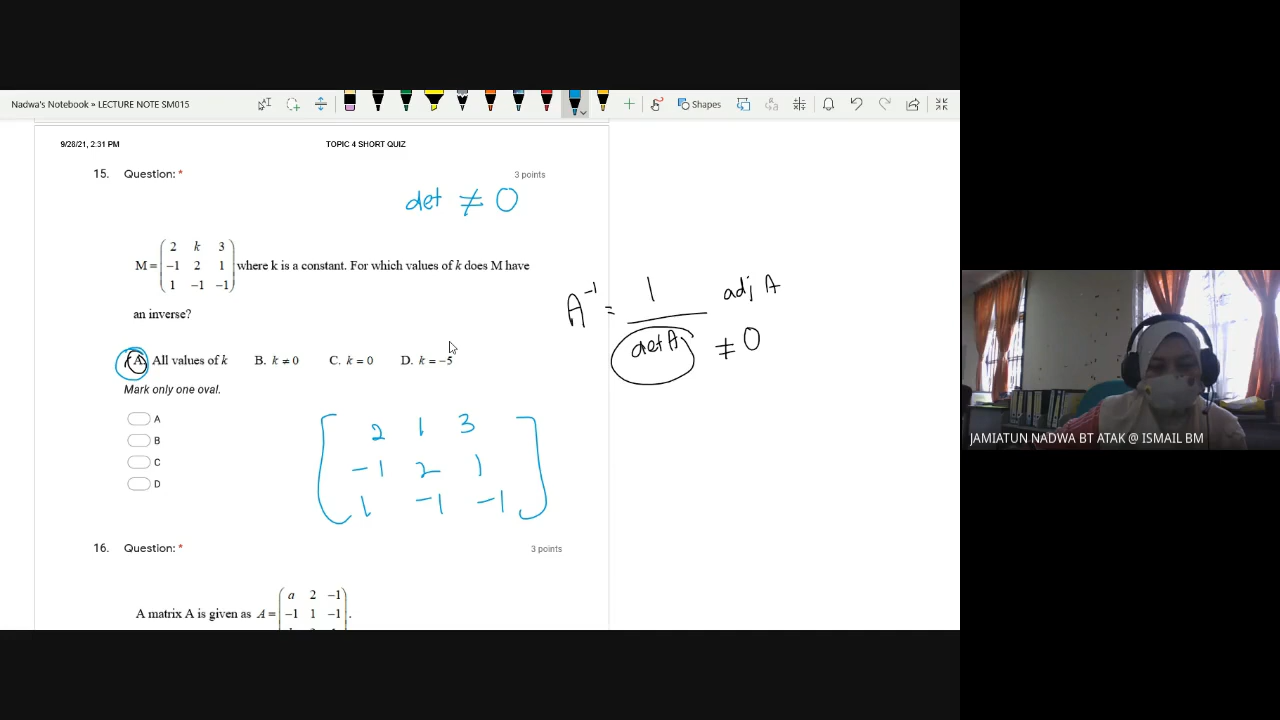 Nadwa's Notebook » LECTURE NOTE SM015
Shapes
9/28/21, 2:31 PM
TOPIC 4 SHORT QUIZ
15. Question: *
3 points
det ≠ 0
2 k 3
M = -1 2 1 where k is a constant. For which values of k does M have
1 -1 -1
an inverse?
A⁻¹ = 1 adj A
det A ≠ 0
A. All values of k B. k ≠ 0 C. k = 0 D. k = -5
Mark only one oval.
A
B
C
D
2 1 3
-1 2 1
1 -1 -1
JAMIATUN NADWA BT ATAK @ ISMAIL BM
16. Question: *
3 points
a 2 -1
A matrix A is given as A = -1 1 -1 .